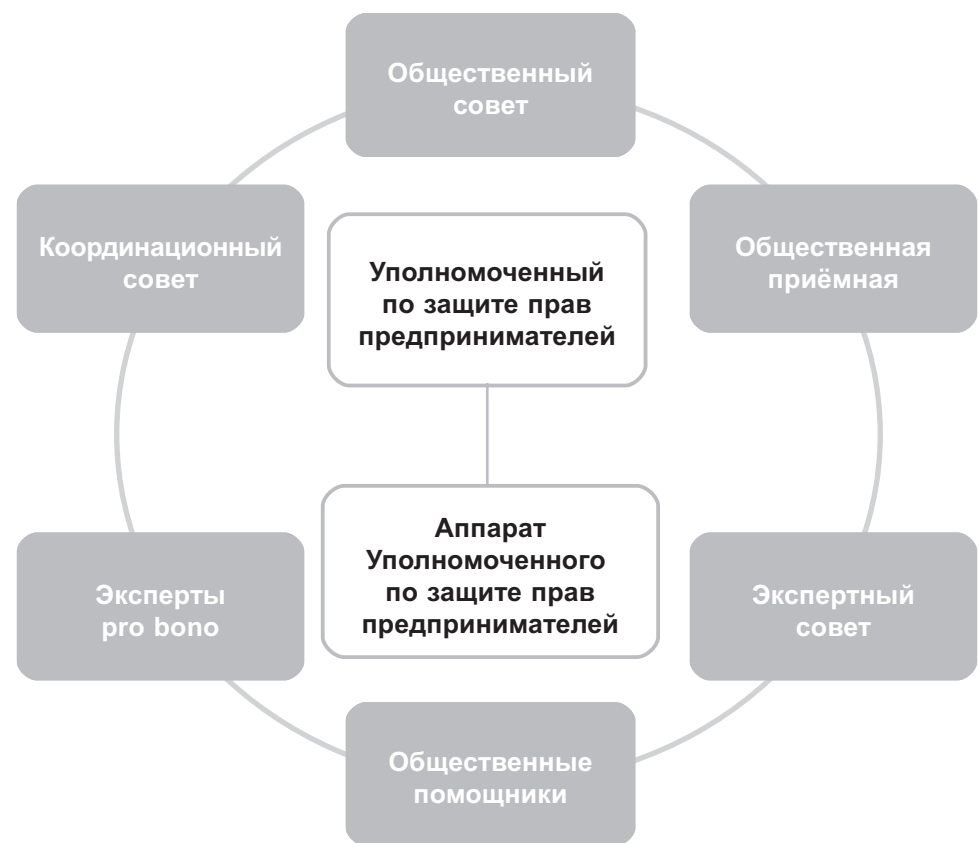 Общественный
совет
Координационный
совет
Уполномоченный
по защите прав
предпринимателей
Общественная
приёмная
Эксперты
pro bono
Аппарат
Уполномоченного
по защите прав
предпринимателей
Экспертный
совет
Общественные
помощники